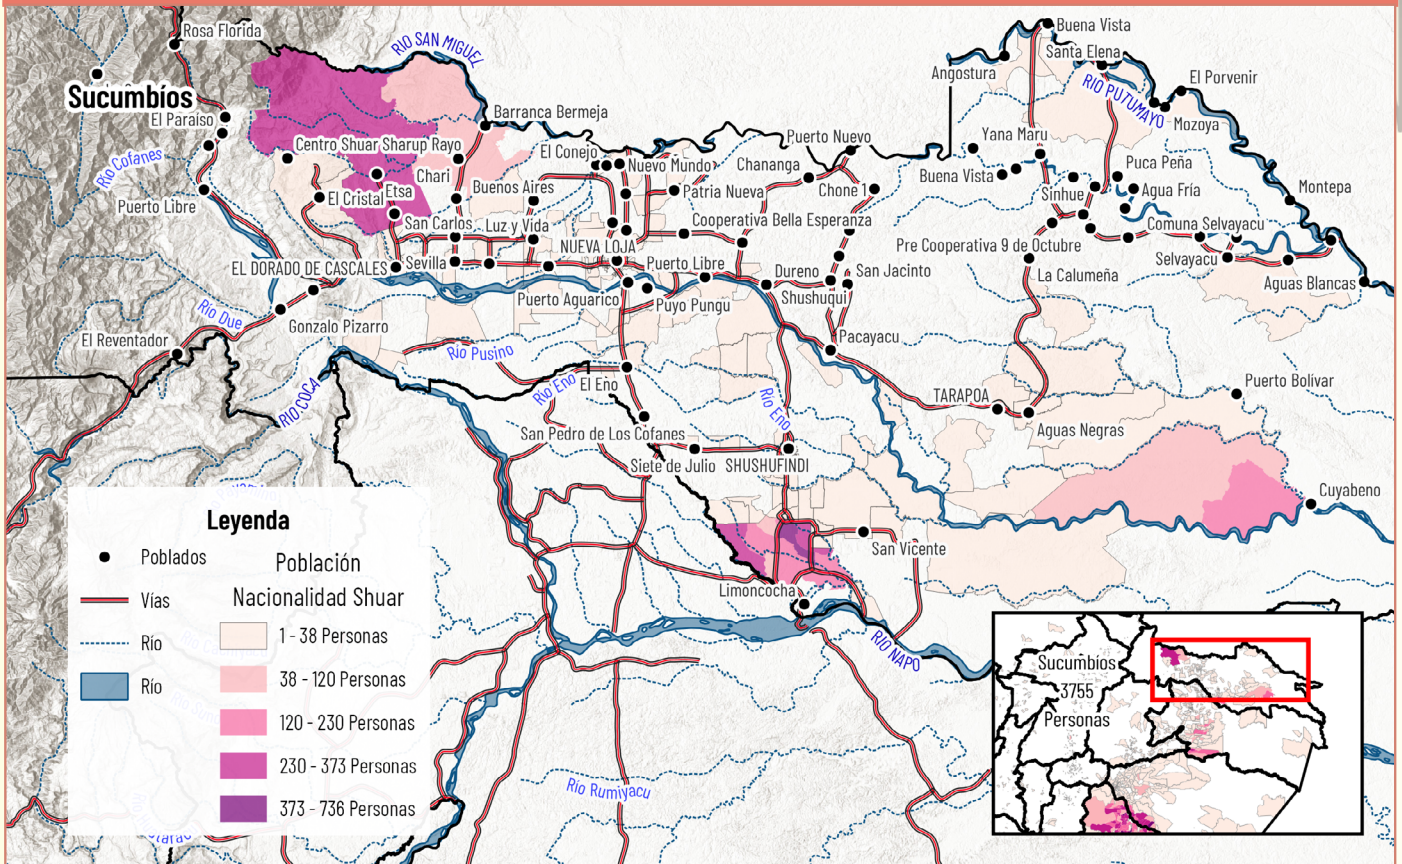 Rosa Florida
RIO SAN MIGUEL
Buena Vista
Santa Elena
Angostura
El Porvenir
RIO PUTUMAYO
Mozoya
Sucumbíos
El Paraiso
Barranca Bermeja
Rio Cofanes
Centro Shuar Sharup Rayo
El Conejo
Nuevo Mundo
Puerto Nuevo
Chananga
Yana Maru
Puca Peña
Buena Vista
Chari
Etsa
Buenos Aires
Patria Nueva
Chone 1
Sinhue
Agua Fría
Montepa
Puerto Libre
El Cristal
San Carlos
Luz y Vida
Cooperativa Bella Esperanza
Comuna Selvayacu
NUEVA LOJA
Pre Cooperativa 9 de Octubre
Selvayacu
EL DORADO DE CASCALES
Sevilla
Puerto Libre
Dureno
San Jacinto
La Calumeña
Aguas Blancas
Puerto Aguarico
Puyo Pungu
Shushuqui
Río Due
Gonzalo Pizarro
El Reventador
Pacayacu
Río Pusino
El Eno
Río Eno
RIO COCA
Río Eno
TARAPOA
Puerto Bolívar
Aguas Negras
San Pedro de Los Cofanes
Siete de Julio
SHUSHUFINDI
Cuyabeno
San Vicente
Limoncocha
RIO NAPO
Río Rumiyacu
Leyenda
Poblados
Vías
Río
Río
Población
Nacionalidad Shuar
1 - 38 Personas
38 - 120 Personas
120 - 230 Personas
230 - 373 Personas
373 - 736 Personas
Sucumbíos
3755
Personas